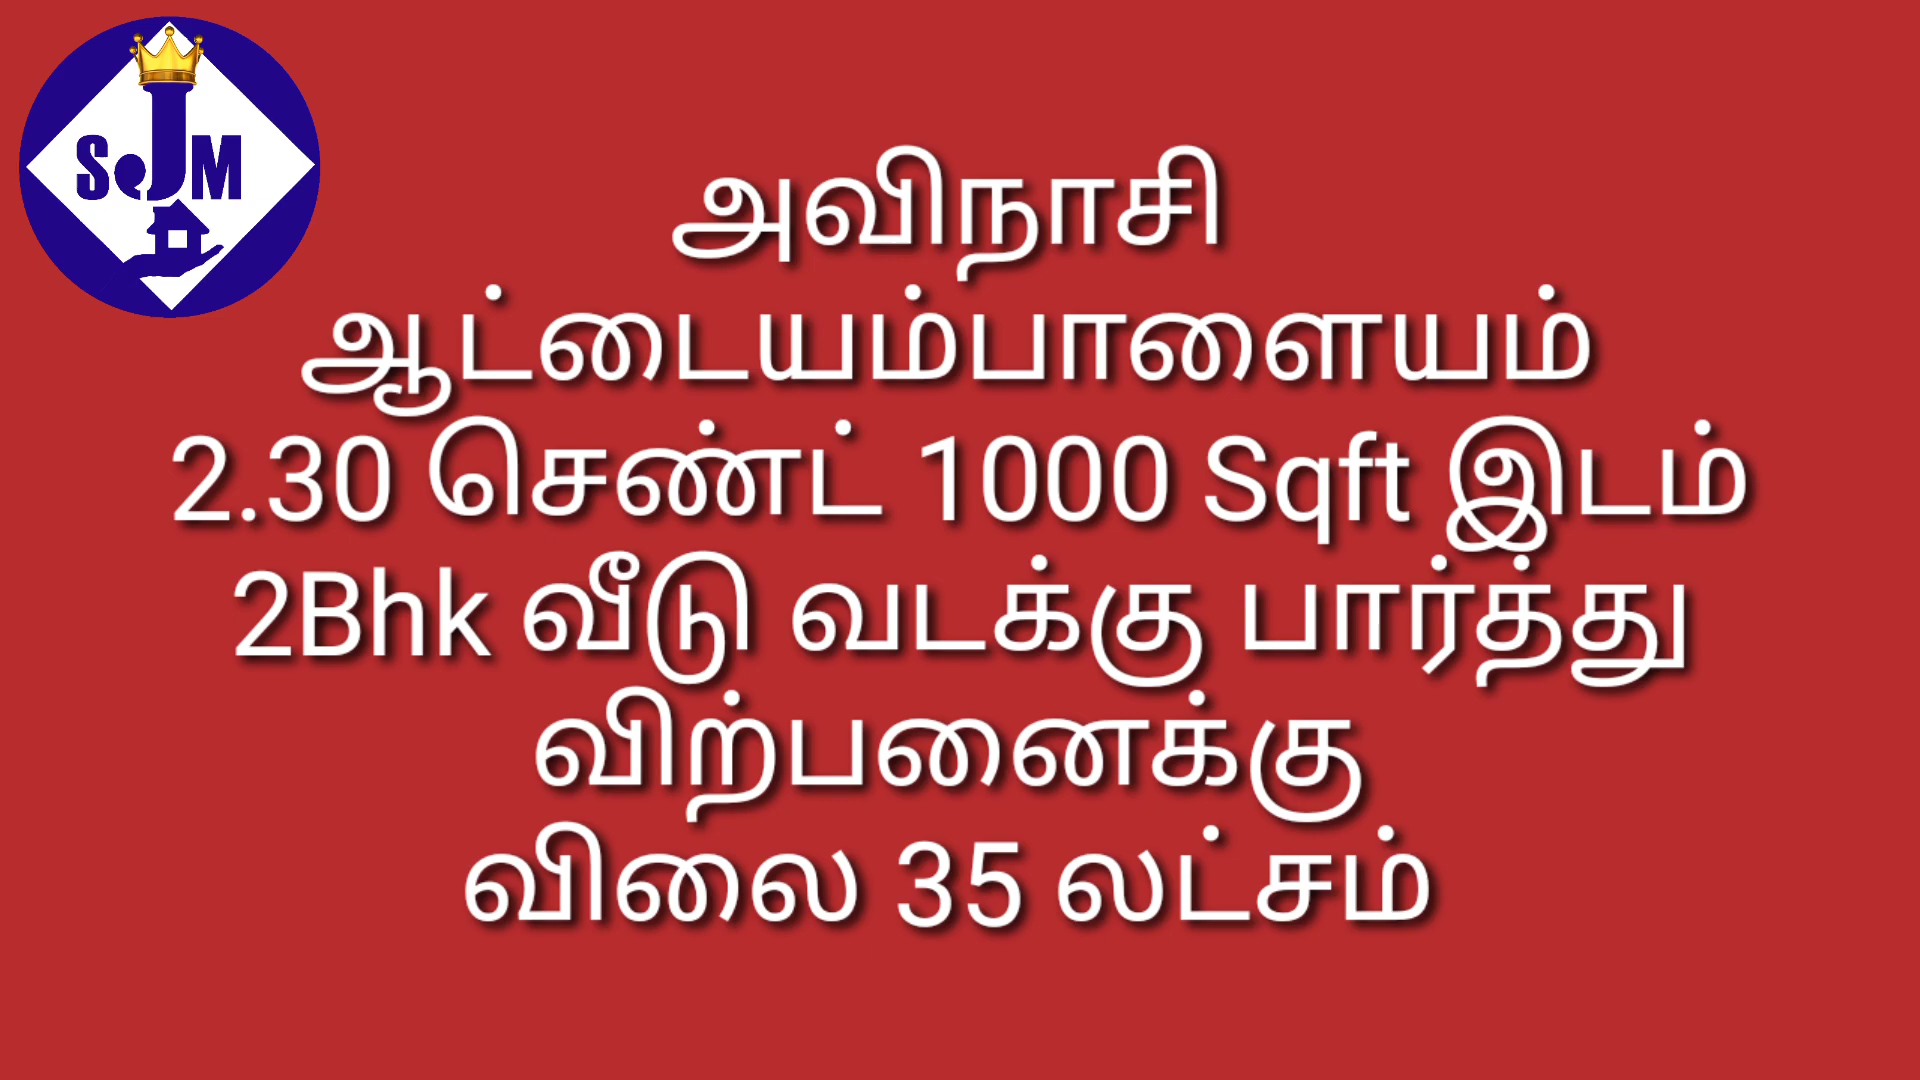 SJM
அவிநாசி
ஆட்டையம்பாளையம்
2.30 செண்ட் 1000 Sqft இடம்
2Bhk வீடு வடக்கு பார்த்து
விற்பனைக்கு
விலை 35 லட்சம்